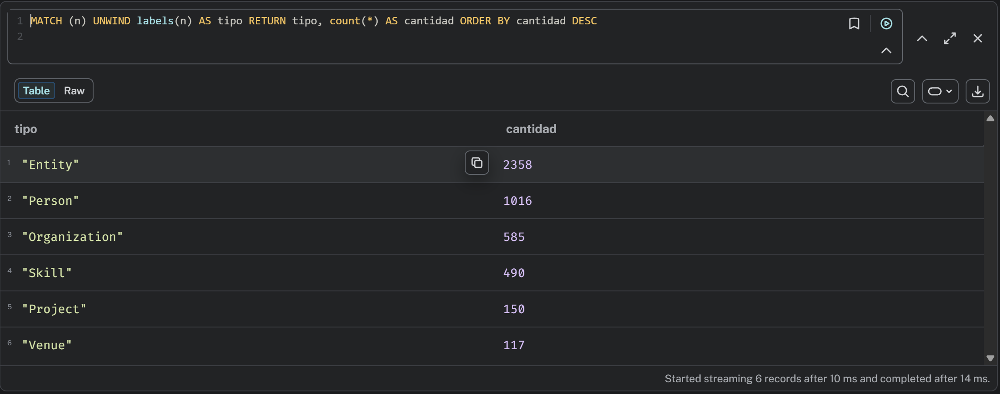 1 MATCH (n) UNWIND labels(n) AS tipo RETURN tipo, count(*) AS cantidad ORDER BY cantidad DESC
2
Table Raw
tipo cantidad
1 "Entity" 2358
2 "Person" 1016
3 "Organization" 585
4 "Skill" 490
5 "Project" 150
6 "Venue" 117
Started streaming 6 records after 10 ms and completed after 14 ms.